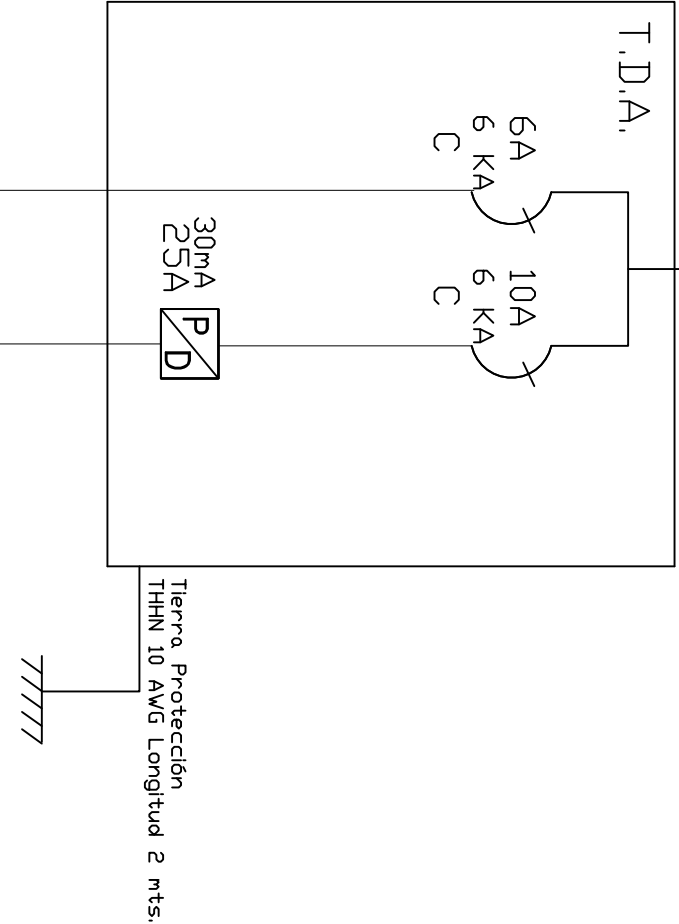 T.D.A.
6A
6 KA
C
10A
6 KA
C
30mA
25A
P/D
Tierra Protección
THHN 10 AWG Longitud 2 mts.